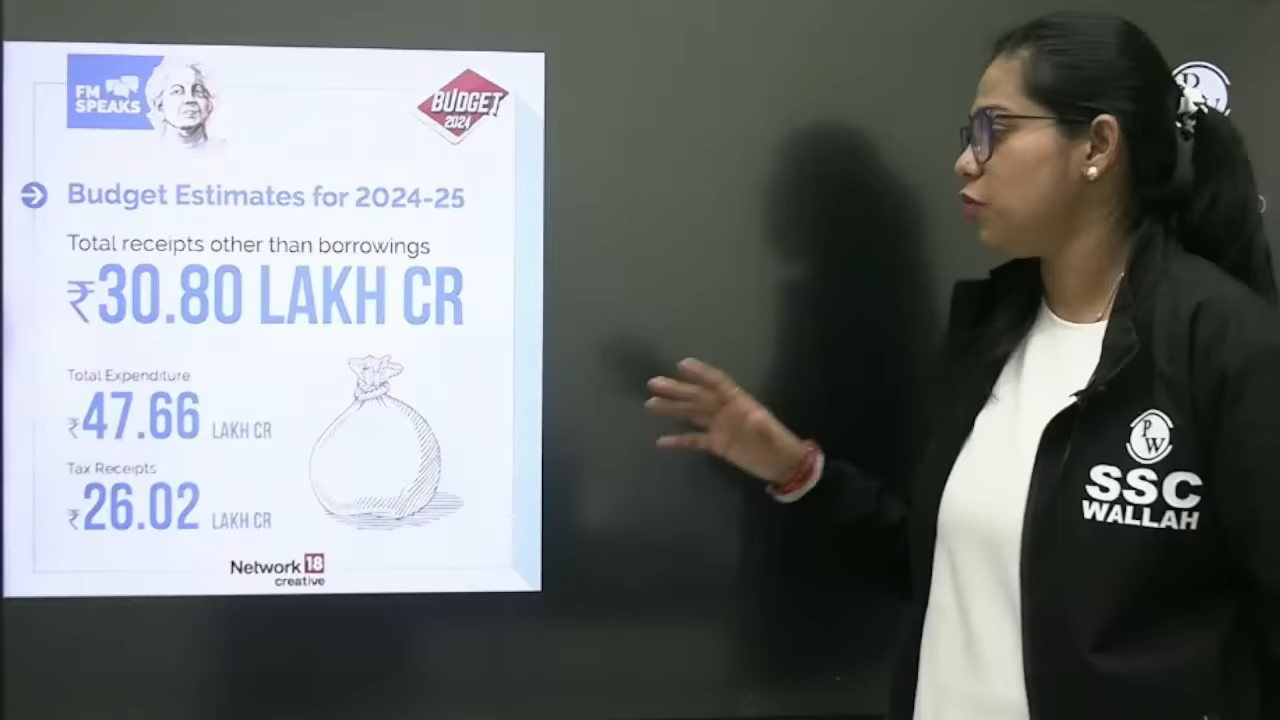 FM
SPEAKS
BUDGET
2024
Budget Estimates for 2024-25
Total receipts other than borrowings
₹30.80 LAKH CR
Total Expenditure
₹47.66 LAKH CR
Tax Receipts
₹26.02 LAKH CR
Network 18
creative
PW
PW
SSC
WALLAH